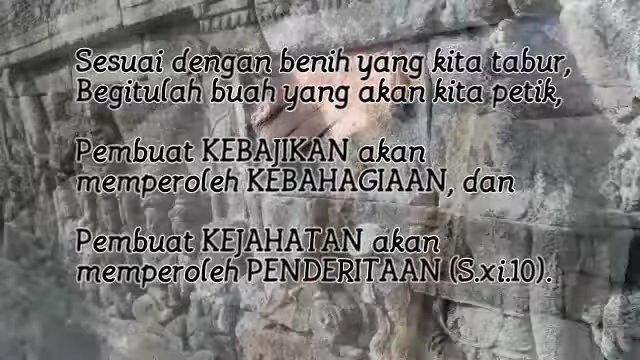 Sesuai dengan benih yang kita tabur,
Begitulah buah yang akan kita petik,
Pembuat KEBAJIKAN akan
memperoleh KEBAHAGIAAN, dan
Pembuat KEJAHATAN akan
memperoleh PENDERITAAN (S.xi.10).